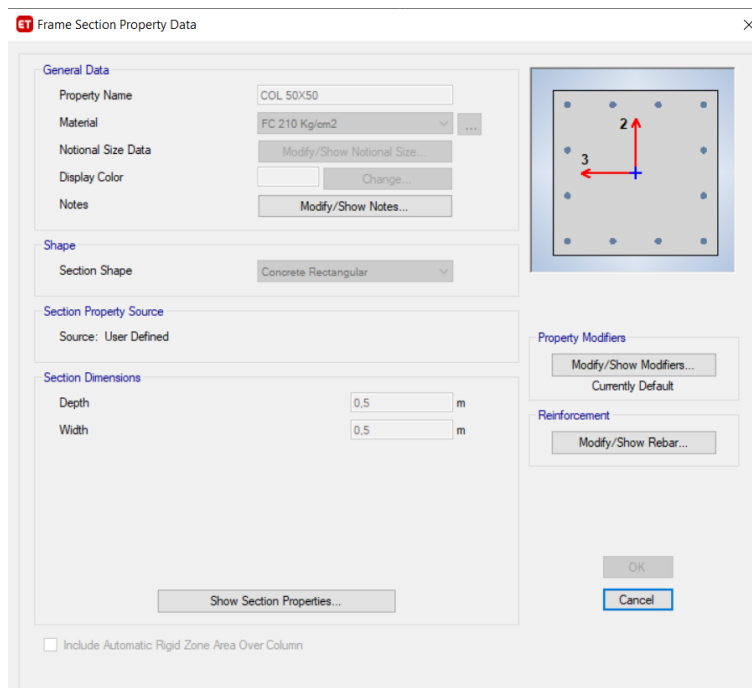 ET Frame Section Property Data
General Data
Property Name COL 50X50
Material FC 210 Kg/cm2 ...
Notional Size Data Modify/Show Notional Size...
Display Color Change...
Notes Modify/Show Notes...
Shape
Section Shape Concrete Rectangular
Section Property Source
Source: User Defined
Section Dimensions
Depth 0,5 m
Width 0,5 m
Show Section Properties...
Include Automatic Rigid Zone Area Over Column
2
3
Property Modifiers
Modify/Show Modifiers...
Currently Default
Reinforcement
Modify/Show Rebar...
OK
Cancel